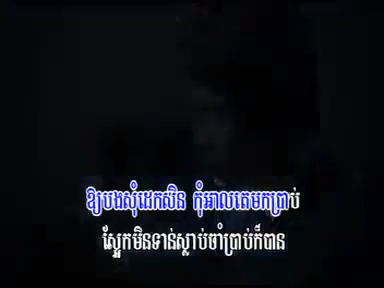 ឱ្យបងសុំដេកសិន កុំអាលតេមកប្រាប់
ស្អែកមិនទាន់ស្លាប់ចាំប្រាប់ក៏បាន